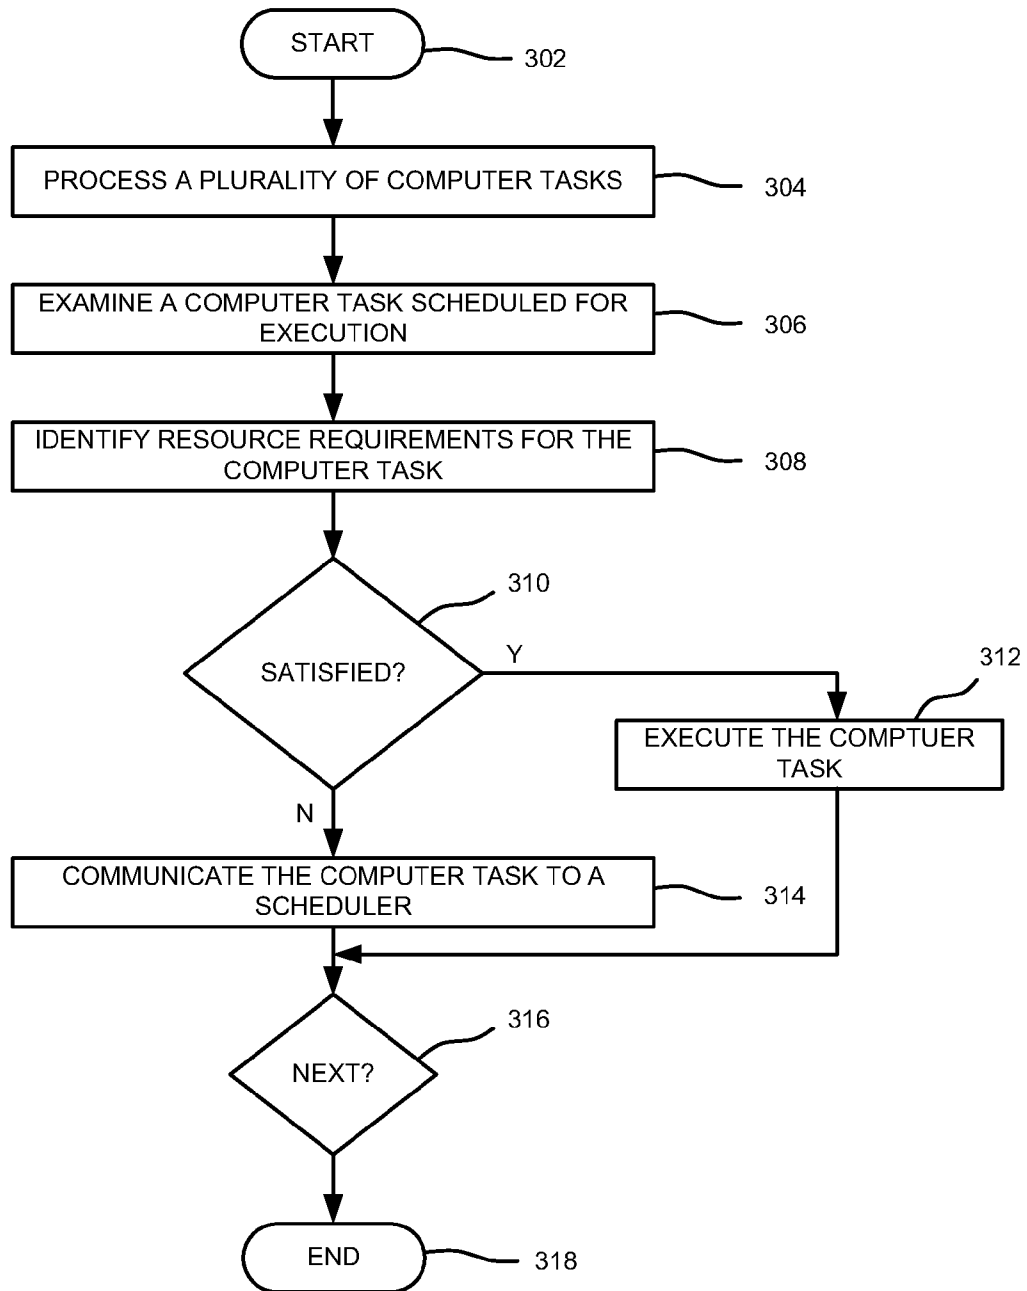 START
302
PROCESS A PLURALITY OF COMPUTER TASKS
304
EXAMINE A COMPUTER TASK SCHEDULED FOR
EXECUTION
306
IDENTIFY RESOURCE REQUIREMENTS FOR THE
COMPUTER TASK
308
310
SATISFIED?
Y
312
EXECUTE THE COMPTUER
TASK
N
COMMUNICATE THE COMPUTER TASK TO A
SCHEDULER
314
316
NEXT?
END
318